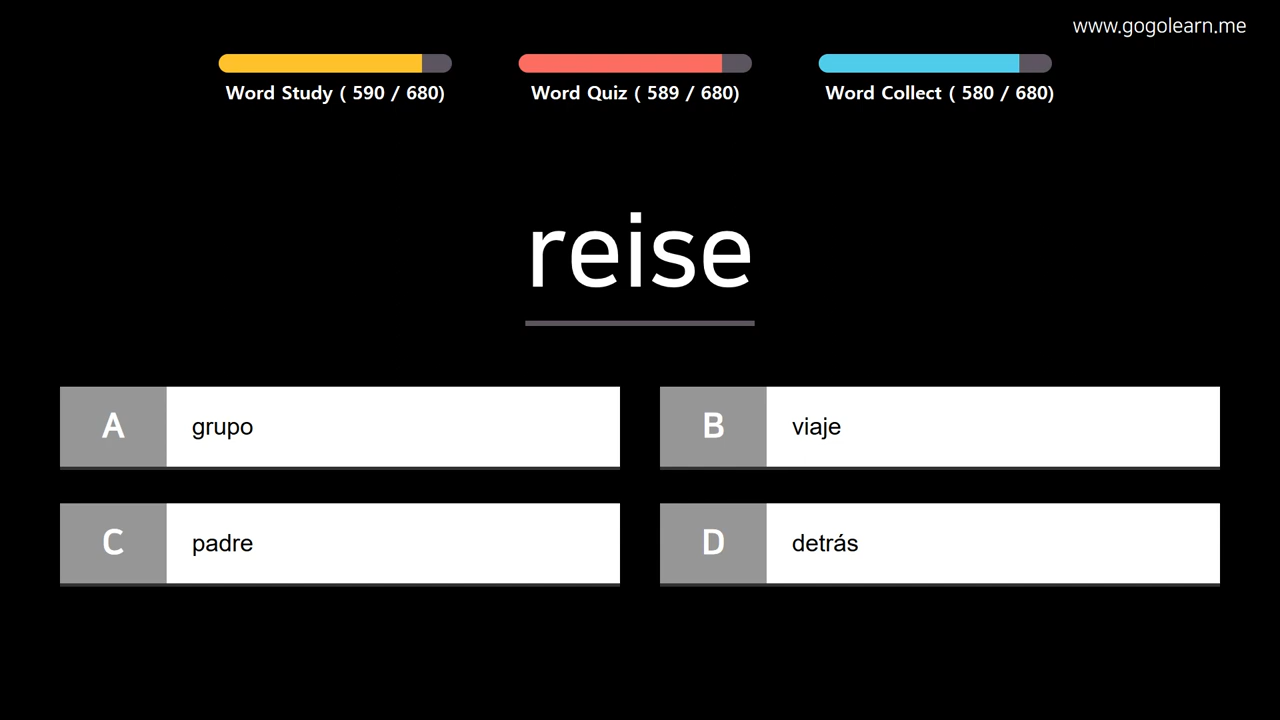 www.gogolearn.me
Word Study ( 590 / 680)
Word Quiz ( 589 / 680)
Word Collect ( 580 / 680)
reise
A grupo
B viaje
C padre
D detrás